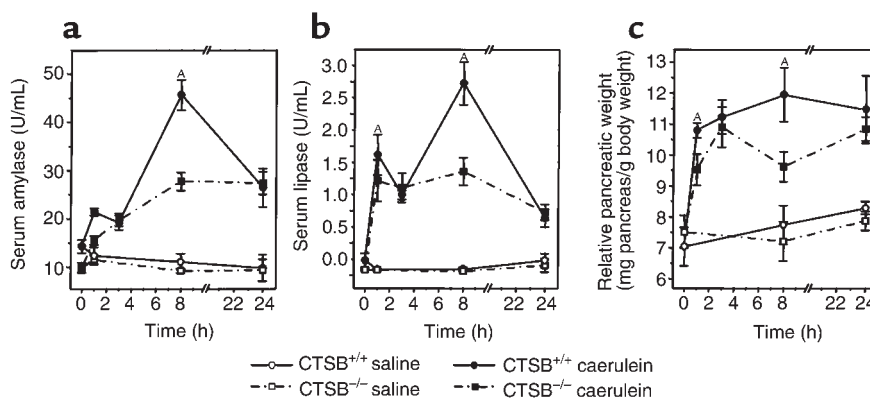 a
b
c
Serum amylase (U/mL)
50
40
30
20
10
A
0 2 4 6 8 22 24
Time (h)
Serum lipase (U/mL)
3.0
2.5
2.0
1.5
1.0
0.5
0.0
A
A
0 2 4 6 8 22 24
Time (h)
Relative pancreatic weight
(mg pancreas/g body weight)
13
12
11
10
9
8
7
6
A
A
0 2 4 6 8 22 24
Time (h)
CTSB+/+ saline
CTSB+/+ caerulein
CTSB−/− saline
CTSB−/− caerulein